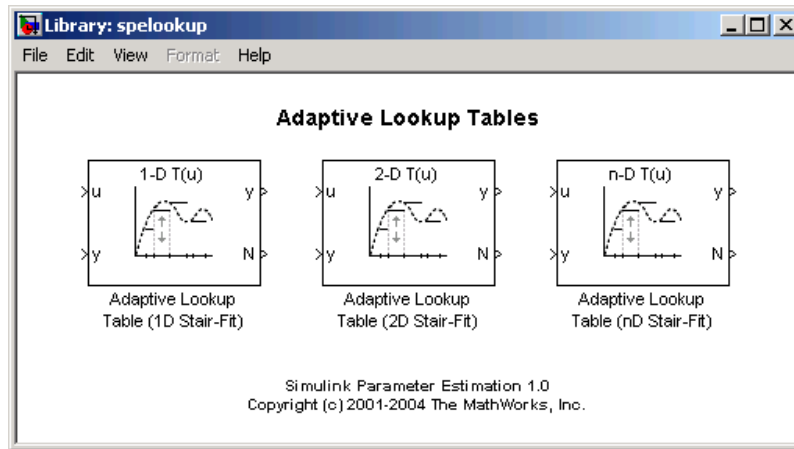 Library: spelookup
File Edit View Format Help
Adaptive Lookup Tables
1-D T(u)
u y
y N
Adaptive Lookup
Table (1D Stair-Fit)
2-D T(u)
u y
y N
Adaptive Lookup
Table (2D Stair-Fit)
n-D T(u)
u y
y N
Adaptive Lookup
Table (nD Stair-Fit)
Simulink Parameter Estimation 1.0
Copyright (c) 2001-2004 The MathWorks, Inc.